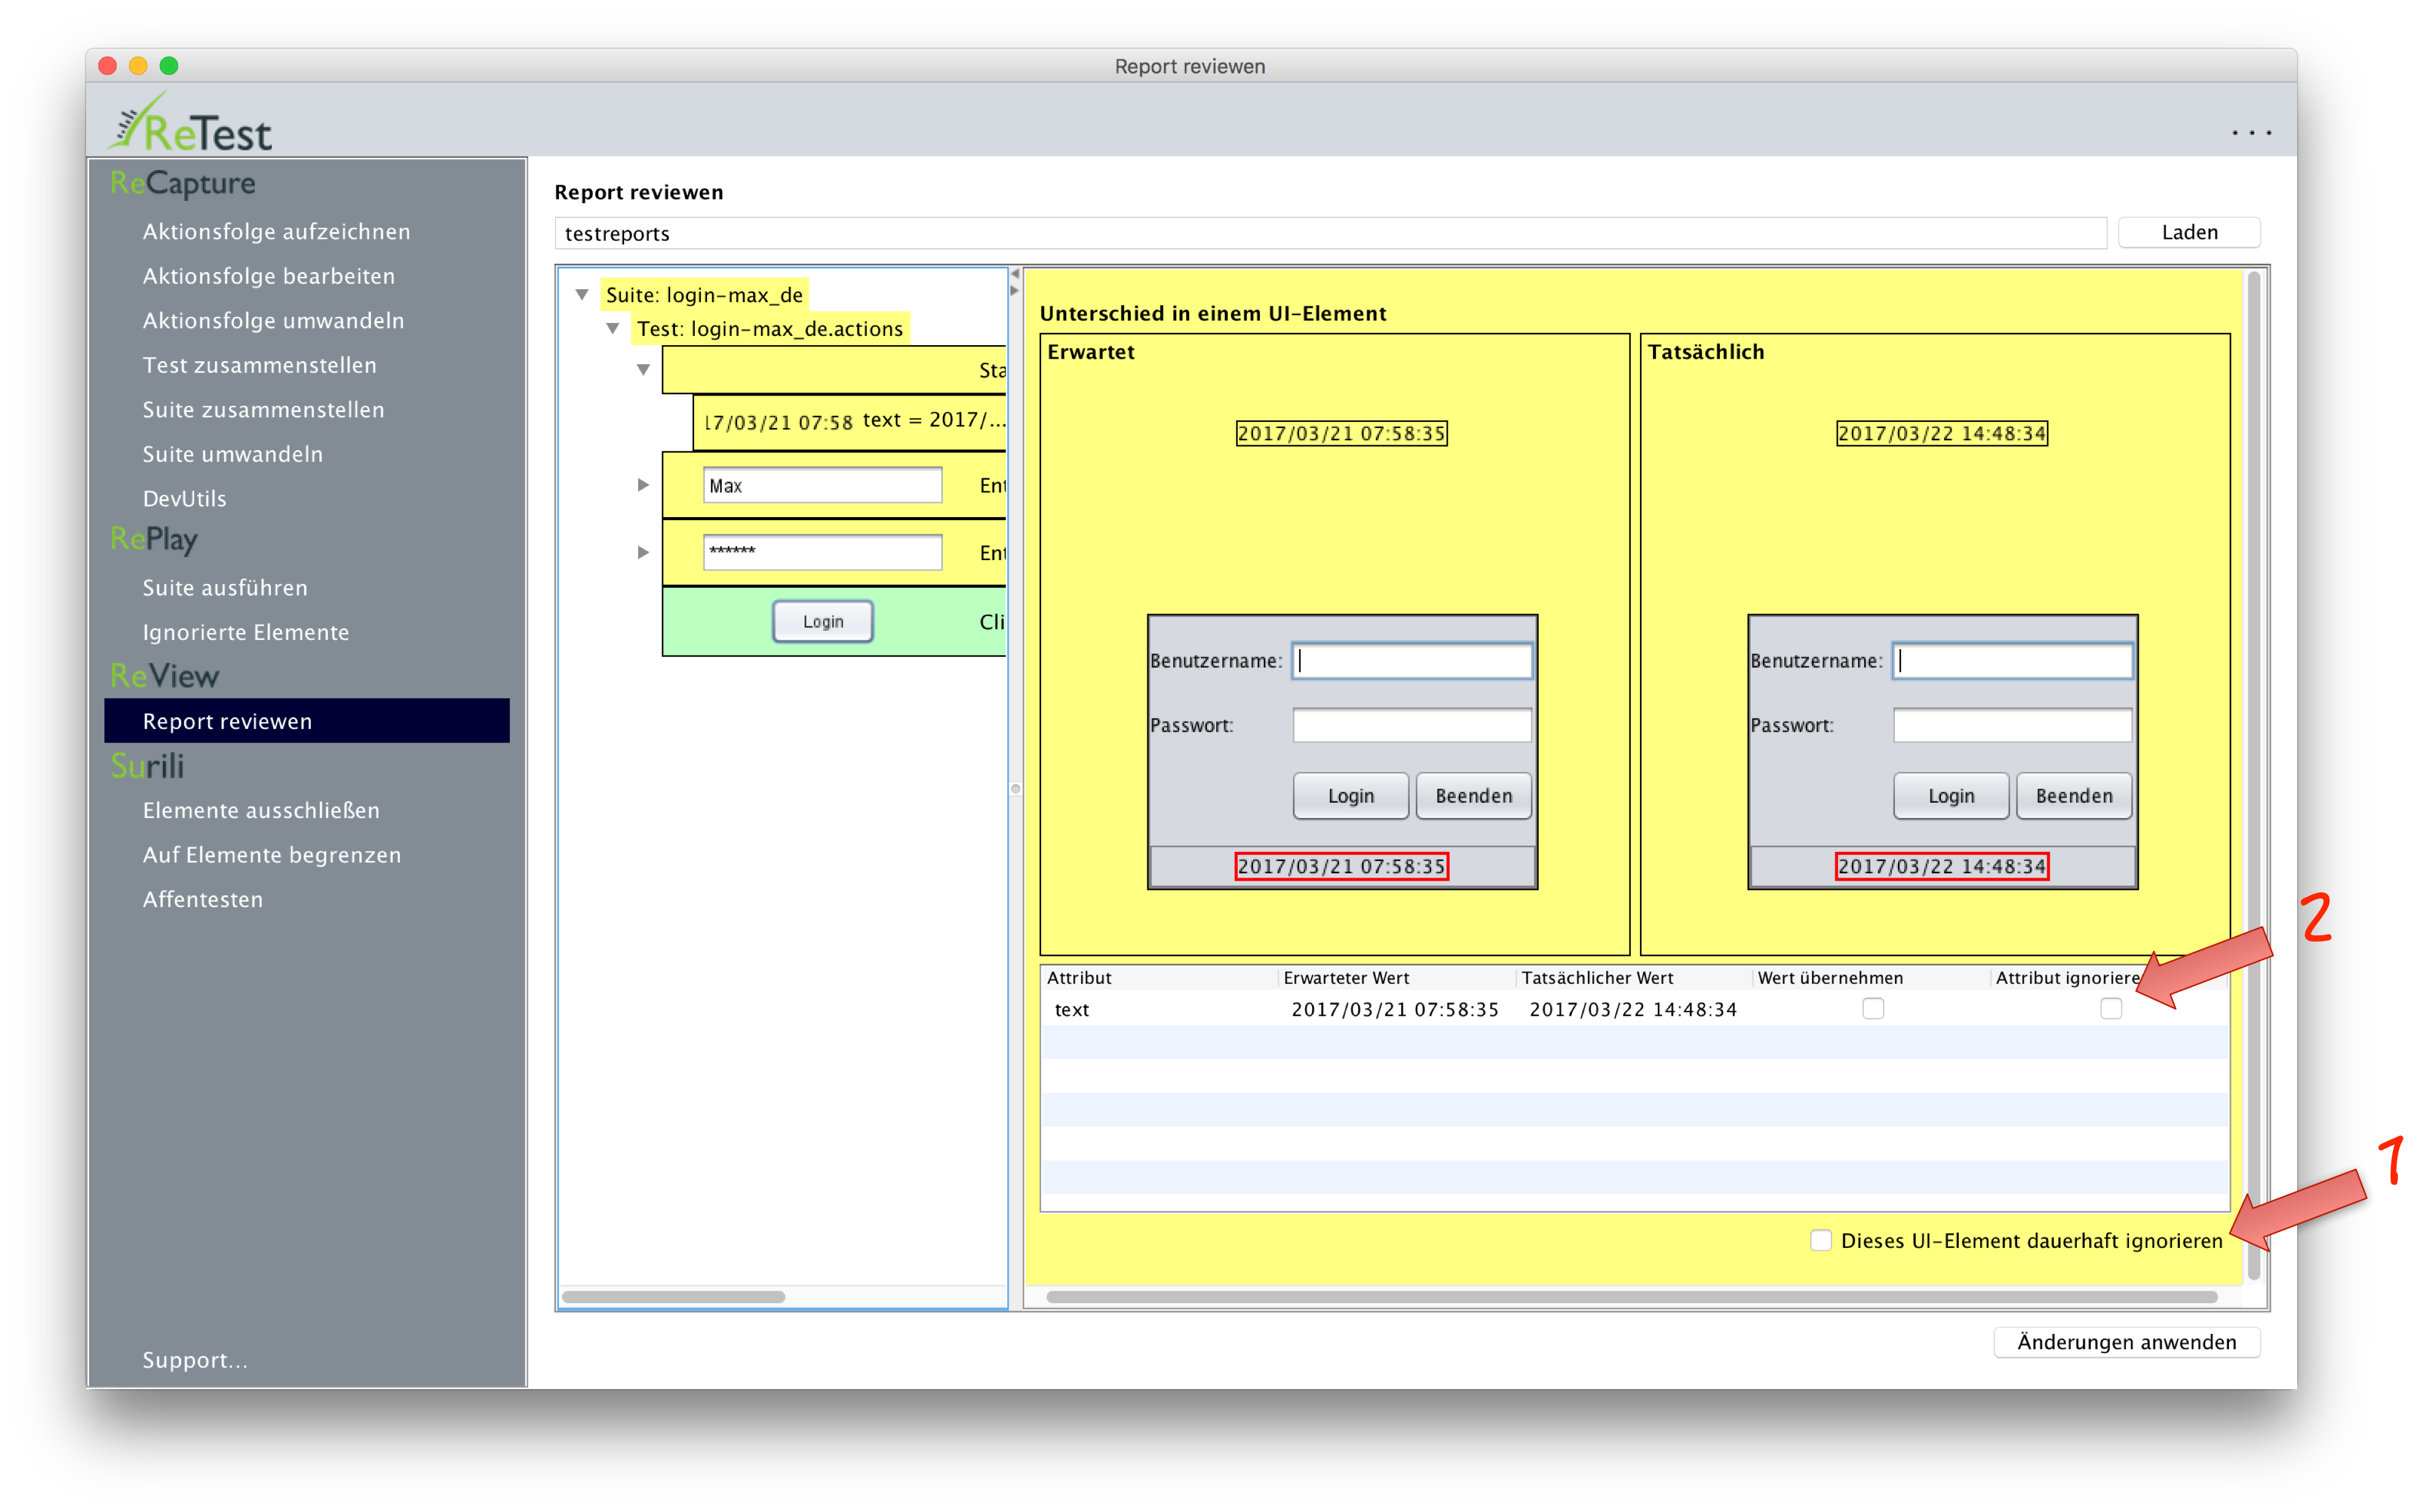 Report reviewen
ReTest
...
ReCapture
Aktionsfolge aufzeichnen
Aktionsfolge bearbeiten
Aktionsfolge umwandeln
Test zusammenstellen
Suite zusammenstellen
Suite umwandeln
DevUtils
RePlay
Suite ausführen
Ignorierte Elemente
ReView
Report reviewen
Surili
Elemente ausschließen
Auf Elemente begrenzen
Affentesten
Support...
Report reviewen
testreports
Laden
Suite: login-max_de
Test: login-max_de.actions
Sta
17/03/21 07:58 text = 2017/...
Max Ent
****** Ent
Login Cli
Unterschied in einem UI-Element
Erwartet
2017/03/21 07:58:35
Benutzername:
Passwort:
Login Beenden
2017/03/21 07:58:35
Tatsächlich
2017/03/22 14:48:34
Benutzername:
Passwort:
Login Beenden
2017/03/22 14:48:34
2
Attribut Erwarteter Wert Tatsächlicher Wert Wert übernehmen Attribut ignoriere
text 2017/03/21 07:58:35 2017/03/22 14:48:34
1
Dieses UI-Element dauerhaft ignorieren
Änderungen anwenden